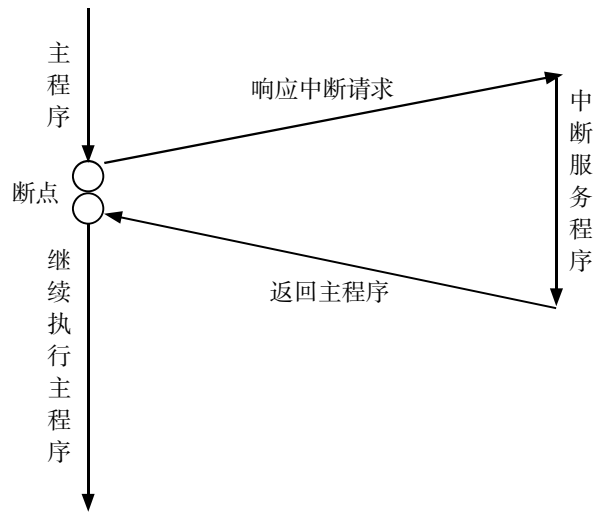 主程序
响应中断请求
中断服务程序
断点
返回主程序
继续执行主程序